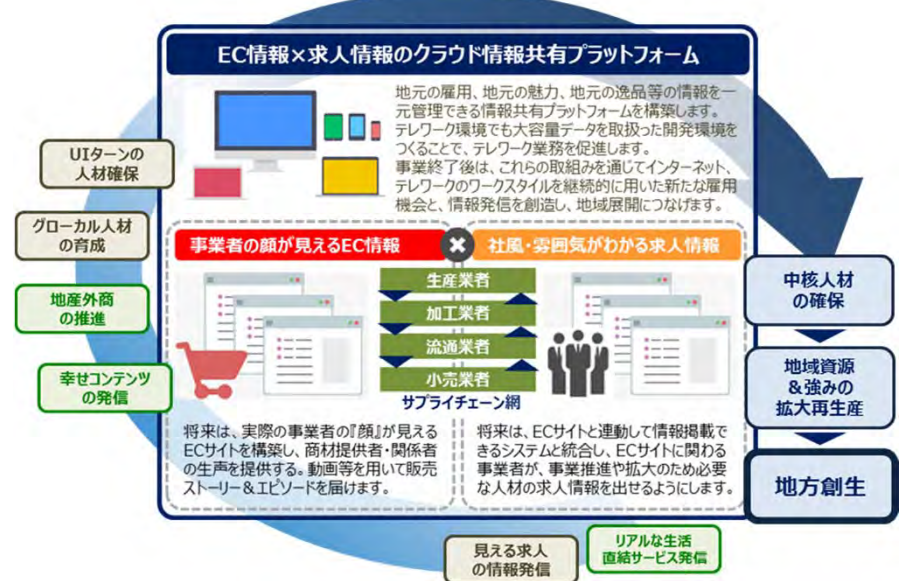 EC情報×求人情報のクラウド情報共有プラットフォーム
地元の雇用、地元の魅力、地元の逸品等の情報を一
元管理できる情報共有プラットフォームを構築します。
テレワーク環境でも大容量データを取扱った開発環境を
つくることで、テレワーク業務を促進します。
事業終了後は、これらの取組みを通じてインターネット、
テレワークのワークスタイルを継続的に用いた新たな雇用
機会と、情報発信を創造し、地域展開につなげます。
UIターンの
人材確保
グローカル人材
の育成
地産外商
の推進
幸せコンテンツ
の発信
事業者の顔が見えるEC情報
×
社風・雰囲気がわかる求人情報
生産業者
加工業者
流通業者
小売業者
サプライチェーン網
将来は、実際の事業者の『顔』が見える
ECサイトを構築し、商材提供者・関係者
の生声を提供する。動画等を用いて販売
ストーリー&エピソードを届けます。
将来は、ECサイトと連動して情報掲載で
きるシステムと統合し、ECサイトに関わる
事業者が、事業推進や拡大のため必要
な人材の求人情報を出せるようにします。
中核人材
の確保
地域資源
&強みの
拡大再生産
地方創生
見える求人
の情報発信
リアルな生活
直結サービス発信